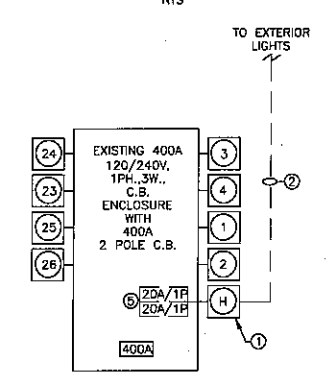 NTS
TO EXTERIOR
LIGHTS
24
EXISTING 400A
3
120/240V,
1PH.,3W.,
23
C.B.
4
ENCLOSURE
②
25
WITH
1
400A
26
2 POLE C.B.
2
⑤
20A/1P
20A/1P
H
①
400A